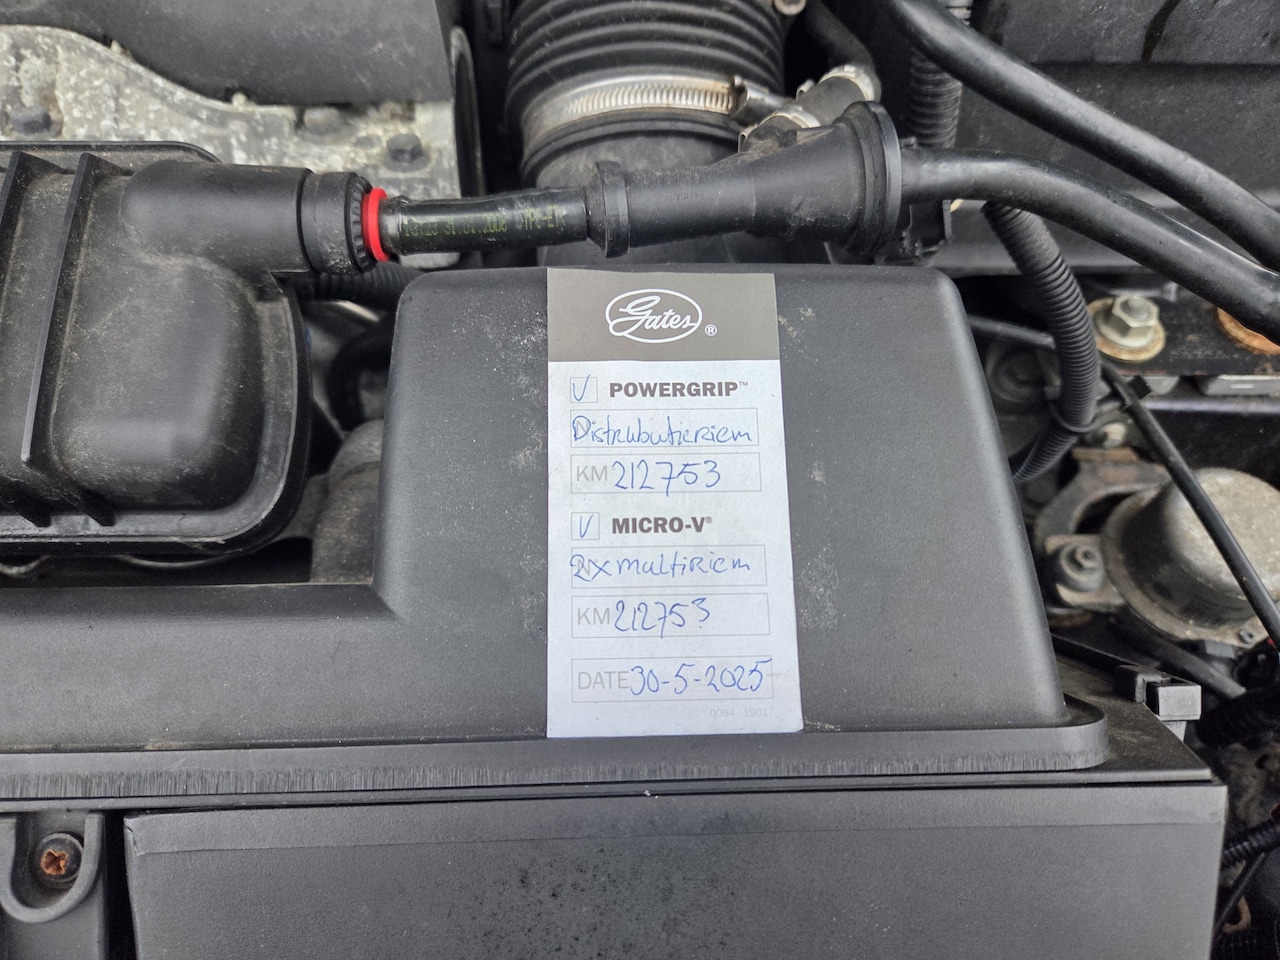 Gates®
V POWERGRIP™
Distributieriem
KM 212753
V MICRO-V®
2x multiriem
KM 212753
DATE 30-5-2025